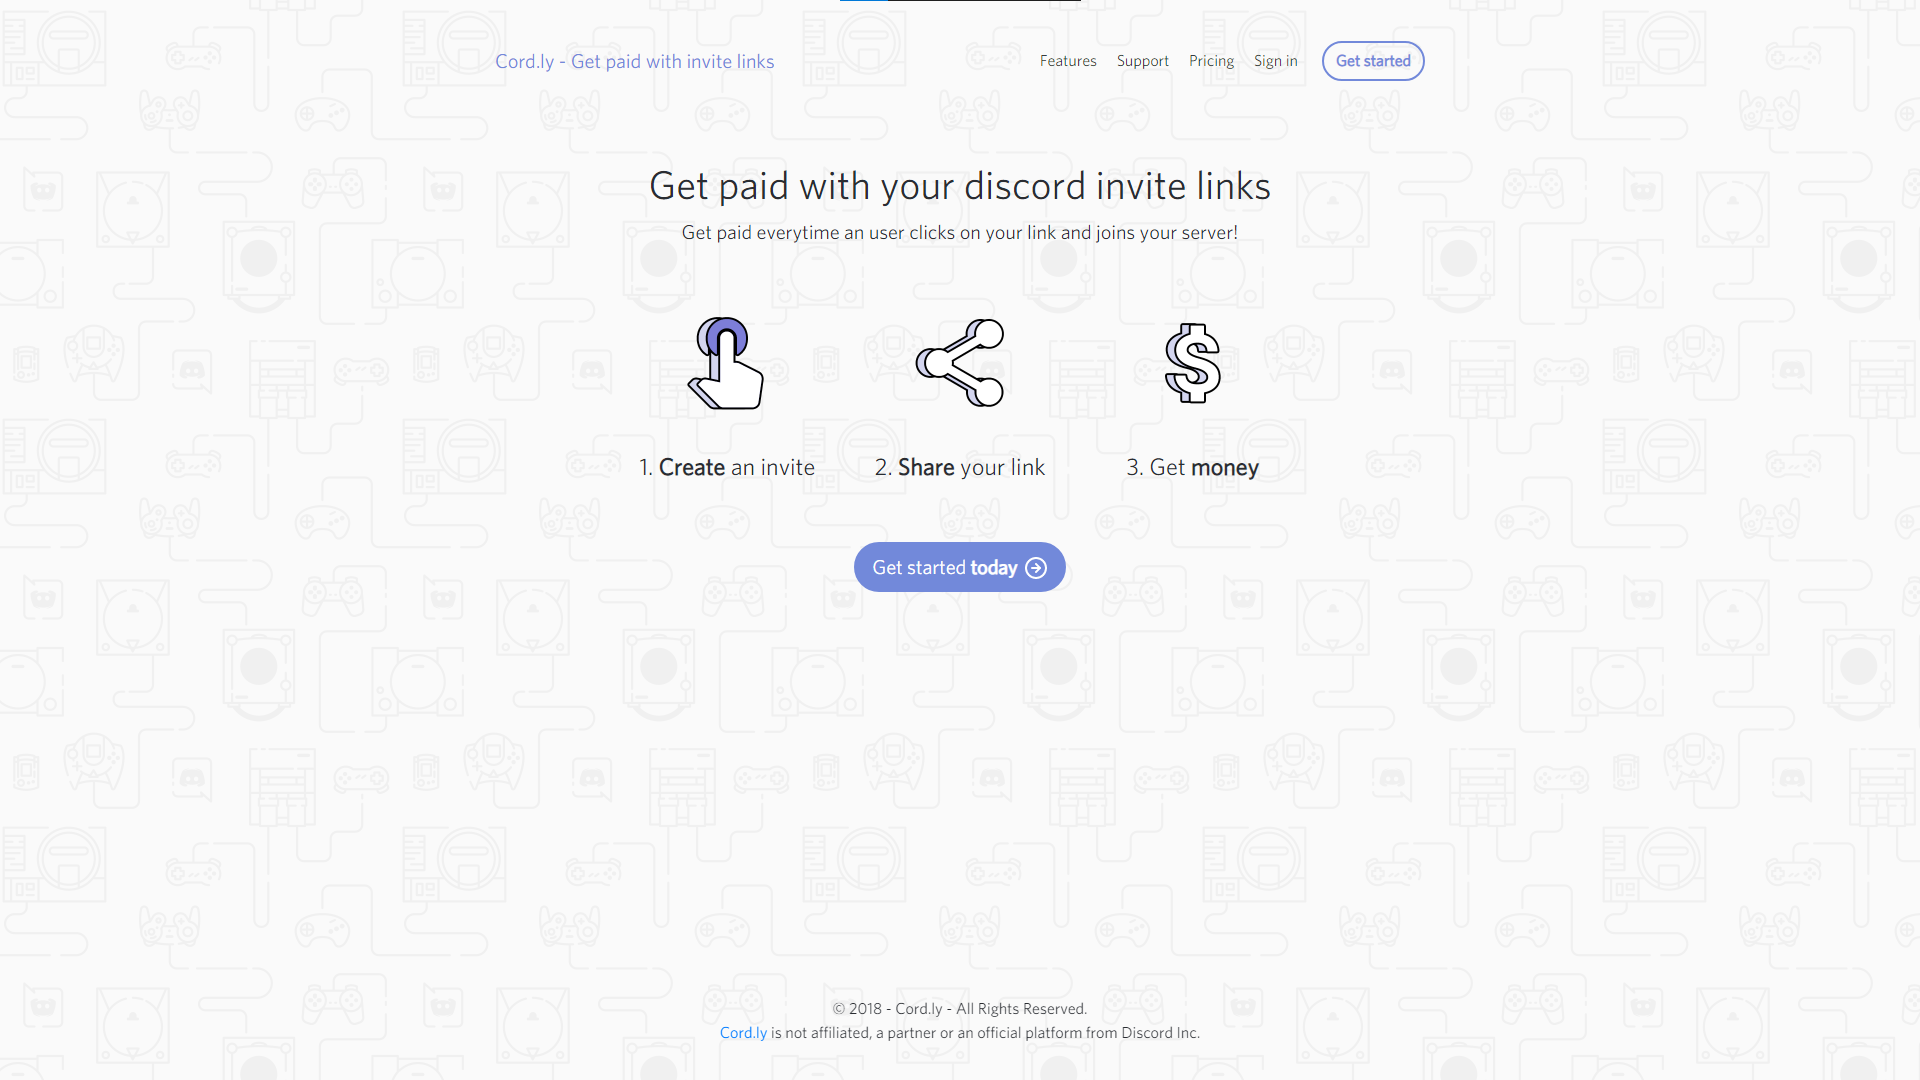 Cord.ly - Get paid with invite links
Features Support Pricing Sign in Get started
Get paid with your discord invite links
Get paid everytime an user clicks on your link and joins your server!
1. Create an invite
2. Share your link
3. Get money
Get started today
© 2018 - Cord.ly - All Rights Reserved.
Cord.ly is not affiliated, a partner or an official platform from Discord Inc.